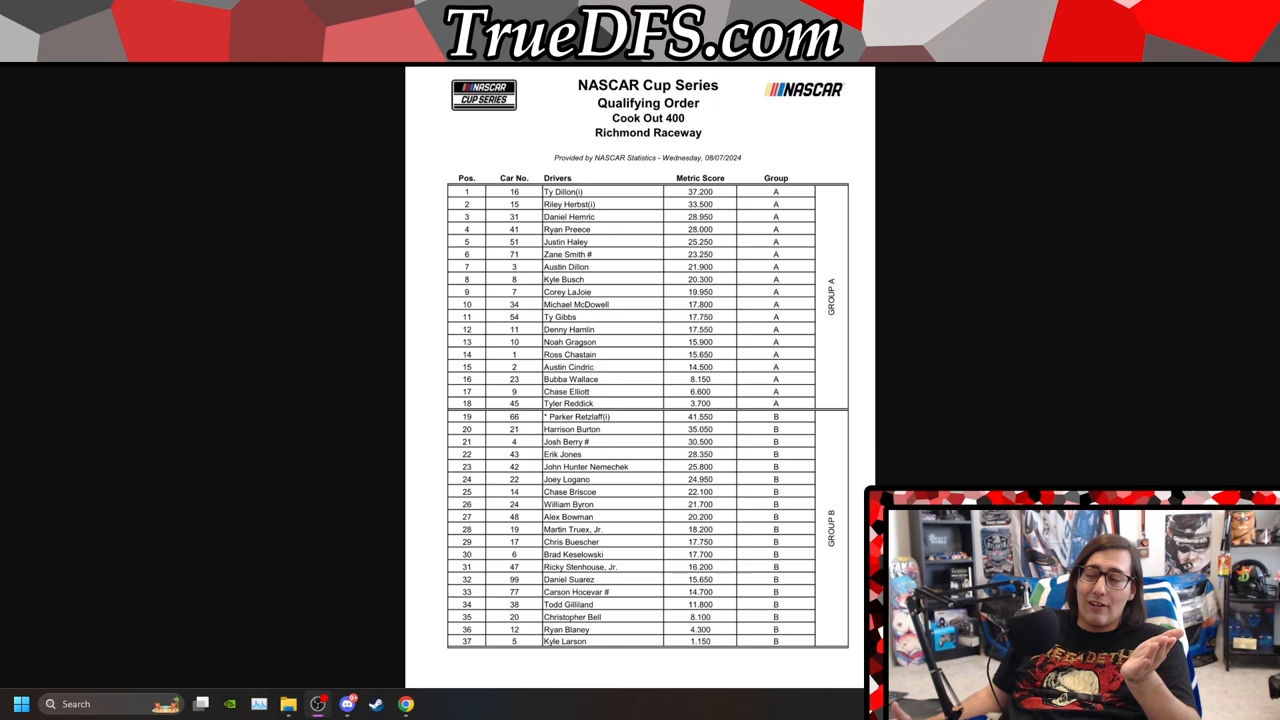 TrueDFS.com
NASCAR
CUP SERIES
NASCAR Cup Series
Qualifying Order
Cook Out 400
Richmond Raceway
NASCAR
Provided by NASCAR Statistics - Wednesday, 08/07/2024
Pos. Car No. Drivers Metric Score Group
1 16 Ty Dillon(i) 37.200 A
2 15 Riley Herbst(i) 33.500 A
3 31 Daniel Hemric 28.950 A
4 41 Ryan Preece 28.000 A
5 51 Justin Haley 25.250 A
6 71 Zane Smith # 23.250 A
7 3 Austin Dillon 21.900 A
8 8 Kyle Busch 20.300 A
9 7 Corey LaJoie 19.950 A
10 34 Michael McDowell 17.800 A
11 54 Ty Gibbs 17.750 A
12 11 Denny Hamlin 17.550 A
13 10 Noah Gragson 15.900 A
14 1 Ross Chastain 15.650 A
15 2 Austin Cindric 14.500 A
16 23 Bubba Wallace 8.150 A
17 9 Chase Elliott 6.600 A
18 45 Tyler Reddick 3.700 A
GROUP A
19 66 * Parker Retzlaff(i) 41.550 B
20 21 Harrison Burton 35.050 B
21 4 Josh Berry # 30.500 B
22 43 Erik Jones 28.350 B
23 42 John Hunter Nemechek 25.800 B
24 22 Joey Logano 24.950 B
25 14 Chase Briscoe 22.100 B
26 24 William Byron 21.700 B
27 48 Alex Bowman 20.200 B
28 19 Martin Truex, Jr. 18.200 B
29 17 Chris Buescher 17.750 B
30 6 Brad Keselowski 17.700 B
31 47 Ricky Stenhouse, Jr. 16.200 B
32 99 Daniel Suarez 15.650 B
33 77 Carson Hocevar # 14.700 B
34 38 Todd Gilliland 11.800 B
35 20 Christopher Bell 8.100 B
36 12 Ryan Blaney 4.300 B
37 5 Kyle Larson 1.150 B
GROUP B
MEGADETH
Search
9+